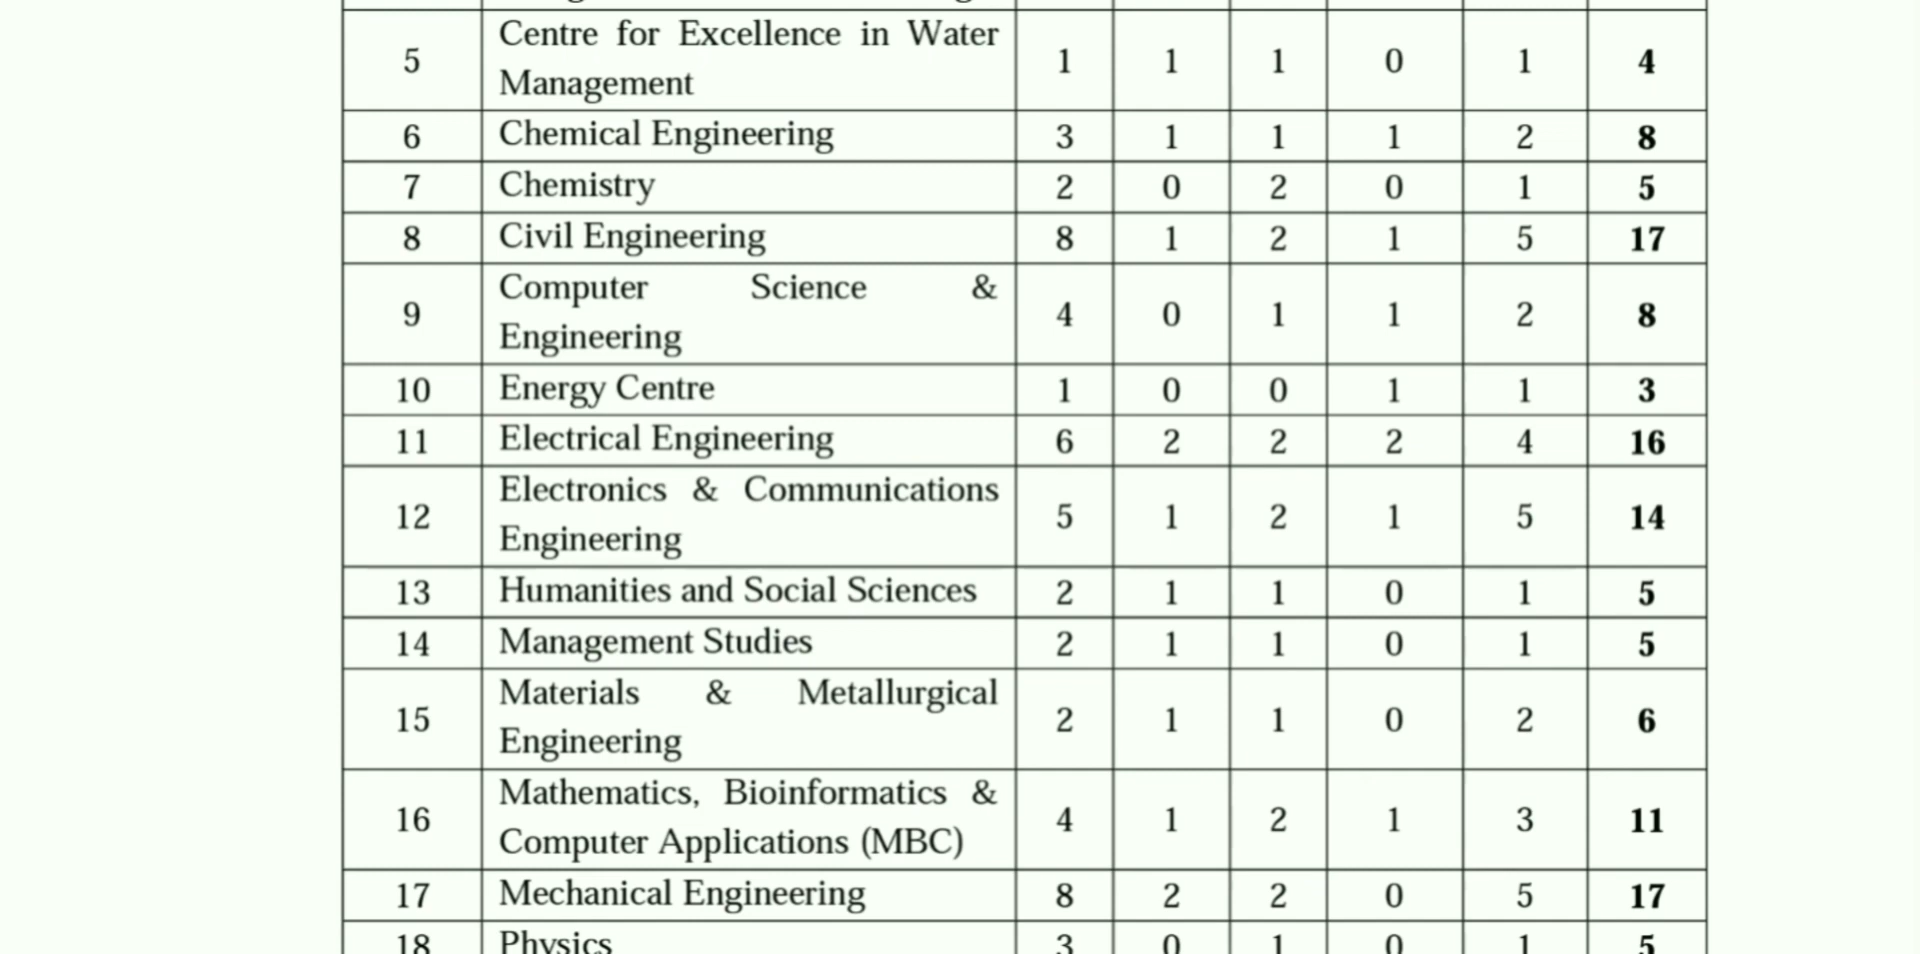 5 Centre for Excellence in Water Management 1 1 1 0 1 4
6 Chemical Engineering 3 1 1 1 2 8
7 Chemistry 2 0 2 0 1 5
8 Civil Engineering 8 1 2 1 5 17
9 Computer Science & Engineering 4 0 1 1 2 8
10 Energy Centre 1 0 0 1 1 3
11 Electrical Engineering 6 2 2 2 4 16
12 Electronics & Communications Engineering 5 1 2 1 5 14
13 Humanities and Social Sciences 2 1 1 0 1 5
14 Management Studies 2 1 1 0 1 5
15 Materials & Metallurgical Engineering 2 1 1 0 2 6
16 Mathematics, Bioinformatics & Computer Applications (MBC) 4 1 2 1 3 11
17 Mechanical Engineering 8 2 2 0 5 17
18 Physics 3 0 1 0 1 5